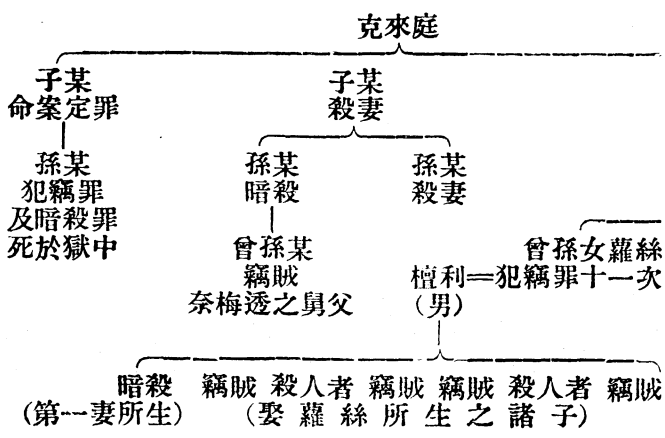 克來庭
子某 子某
命案定罪 殺妻
孫某 孫某 孫某
犯竊罪 暗殺 殺妻
及暗殺罪
死於獄中 曾孫某 曾孫女蘿絲
竊賊 檀利＝犯竊罪十一次
奈梅透之舅父 (男)
暗殺 竊賊 殺人者 竊賊 竊賊 殺人者 竊賊
(第一妻所生) (娶蘿絲所生之諸子)